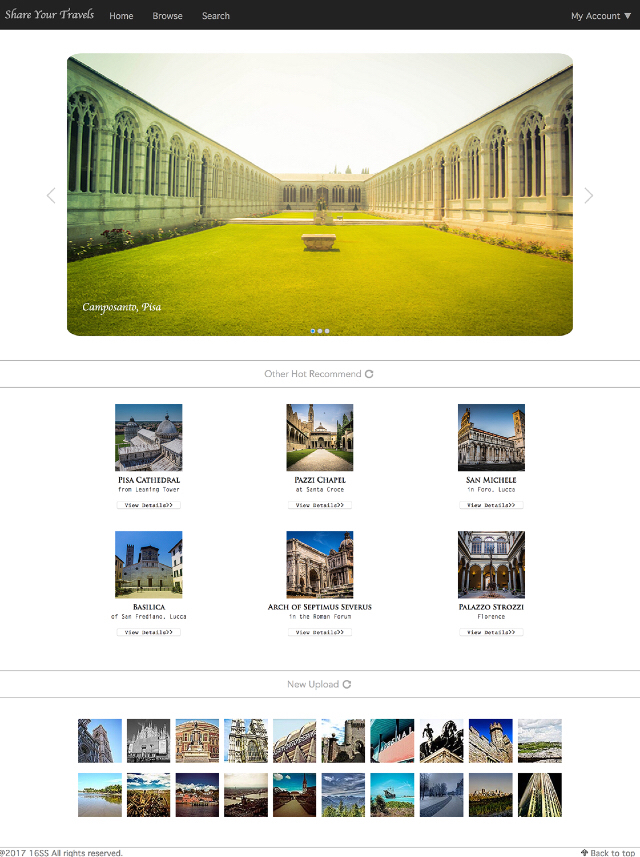 Share Your Travels Home Browse Search My Account ▼
Camposanto, Pisa
Other Hot Recommend
PISA CATHEDRAL
from Leaning Tower
View Details>>
PAZZI CHAPEL
at Santa Croce
View Details>>
SAN MICHELE
in Foro, Lucca
View Details>>
BASILICA
of San Frediano, Lucca
View Details>>
ARCH OF SEPTIMUS SEVERUS
in the Roman Forum
View Details>>
PALAZZO STROZZI
Florence
View Details>>
New Upload
@2017 16SS All rights reserved. Back to top